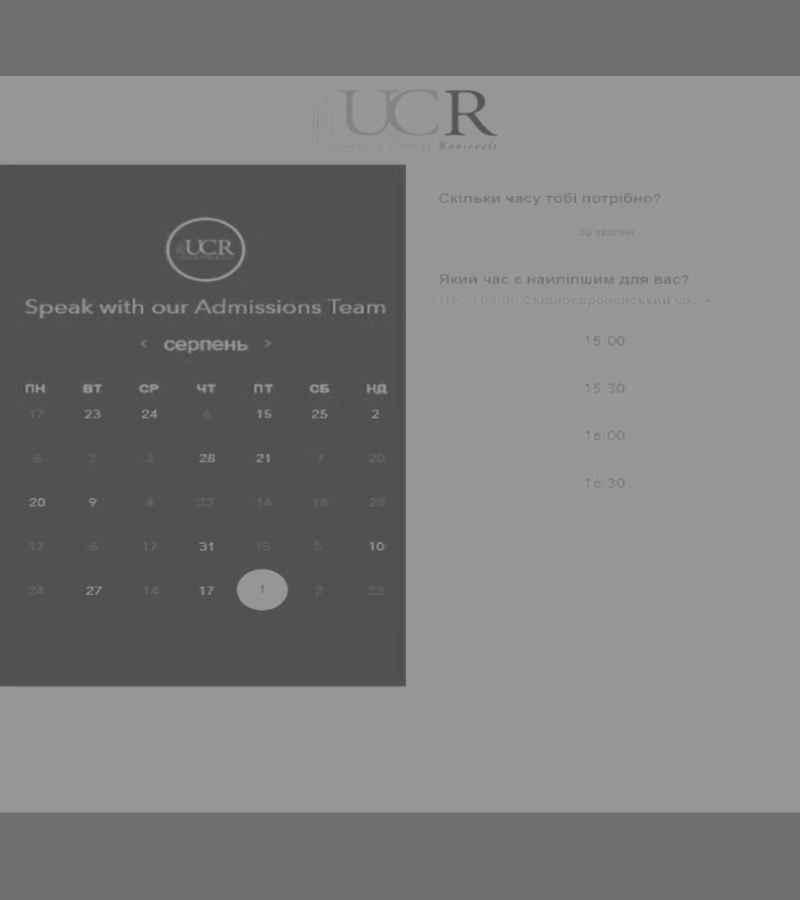 UCR
University College Roosevelt
UCR
Speak with our Admissions Team
‹ серпень ›
ПН ВТ СР ЧТ ПТ СБ НД
17 23 24 6 15 25 2
6 2 3 28 21 7 20
20 9 4 23 14 18 25
17 6 17 31 15 5 10
24 27 14 17 1 2 23
Скільки часу тобі потрібно?
30 хвилин
Який час є найліпшим для вас?
UTC +03:00 Східноєвропейський час
15:00
15:30
16:00
16:30